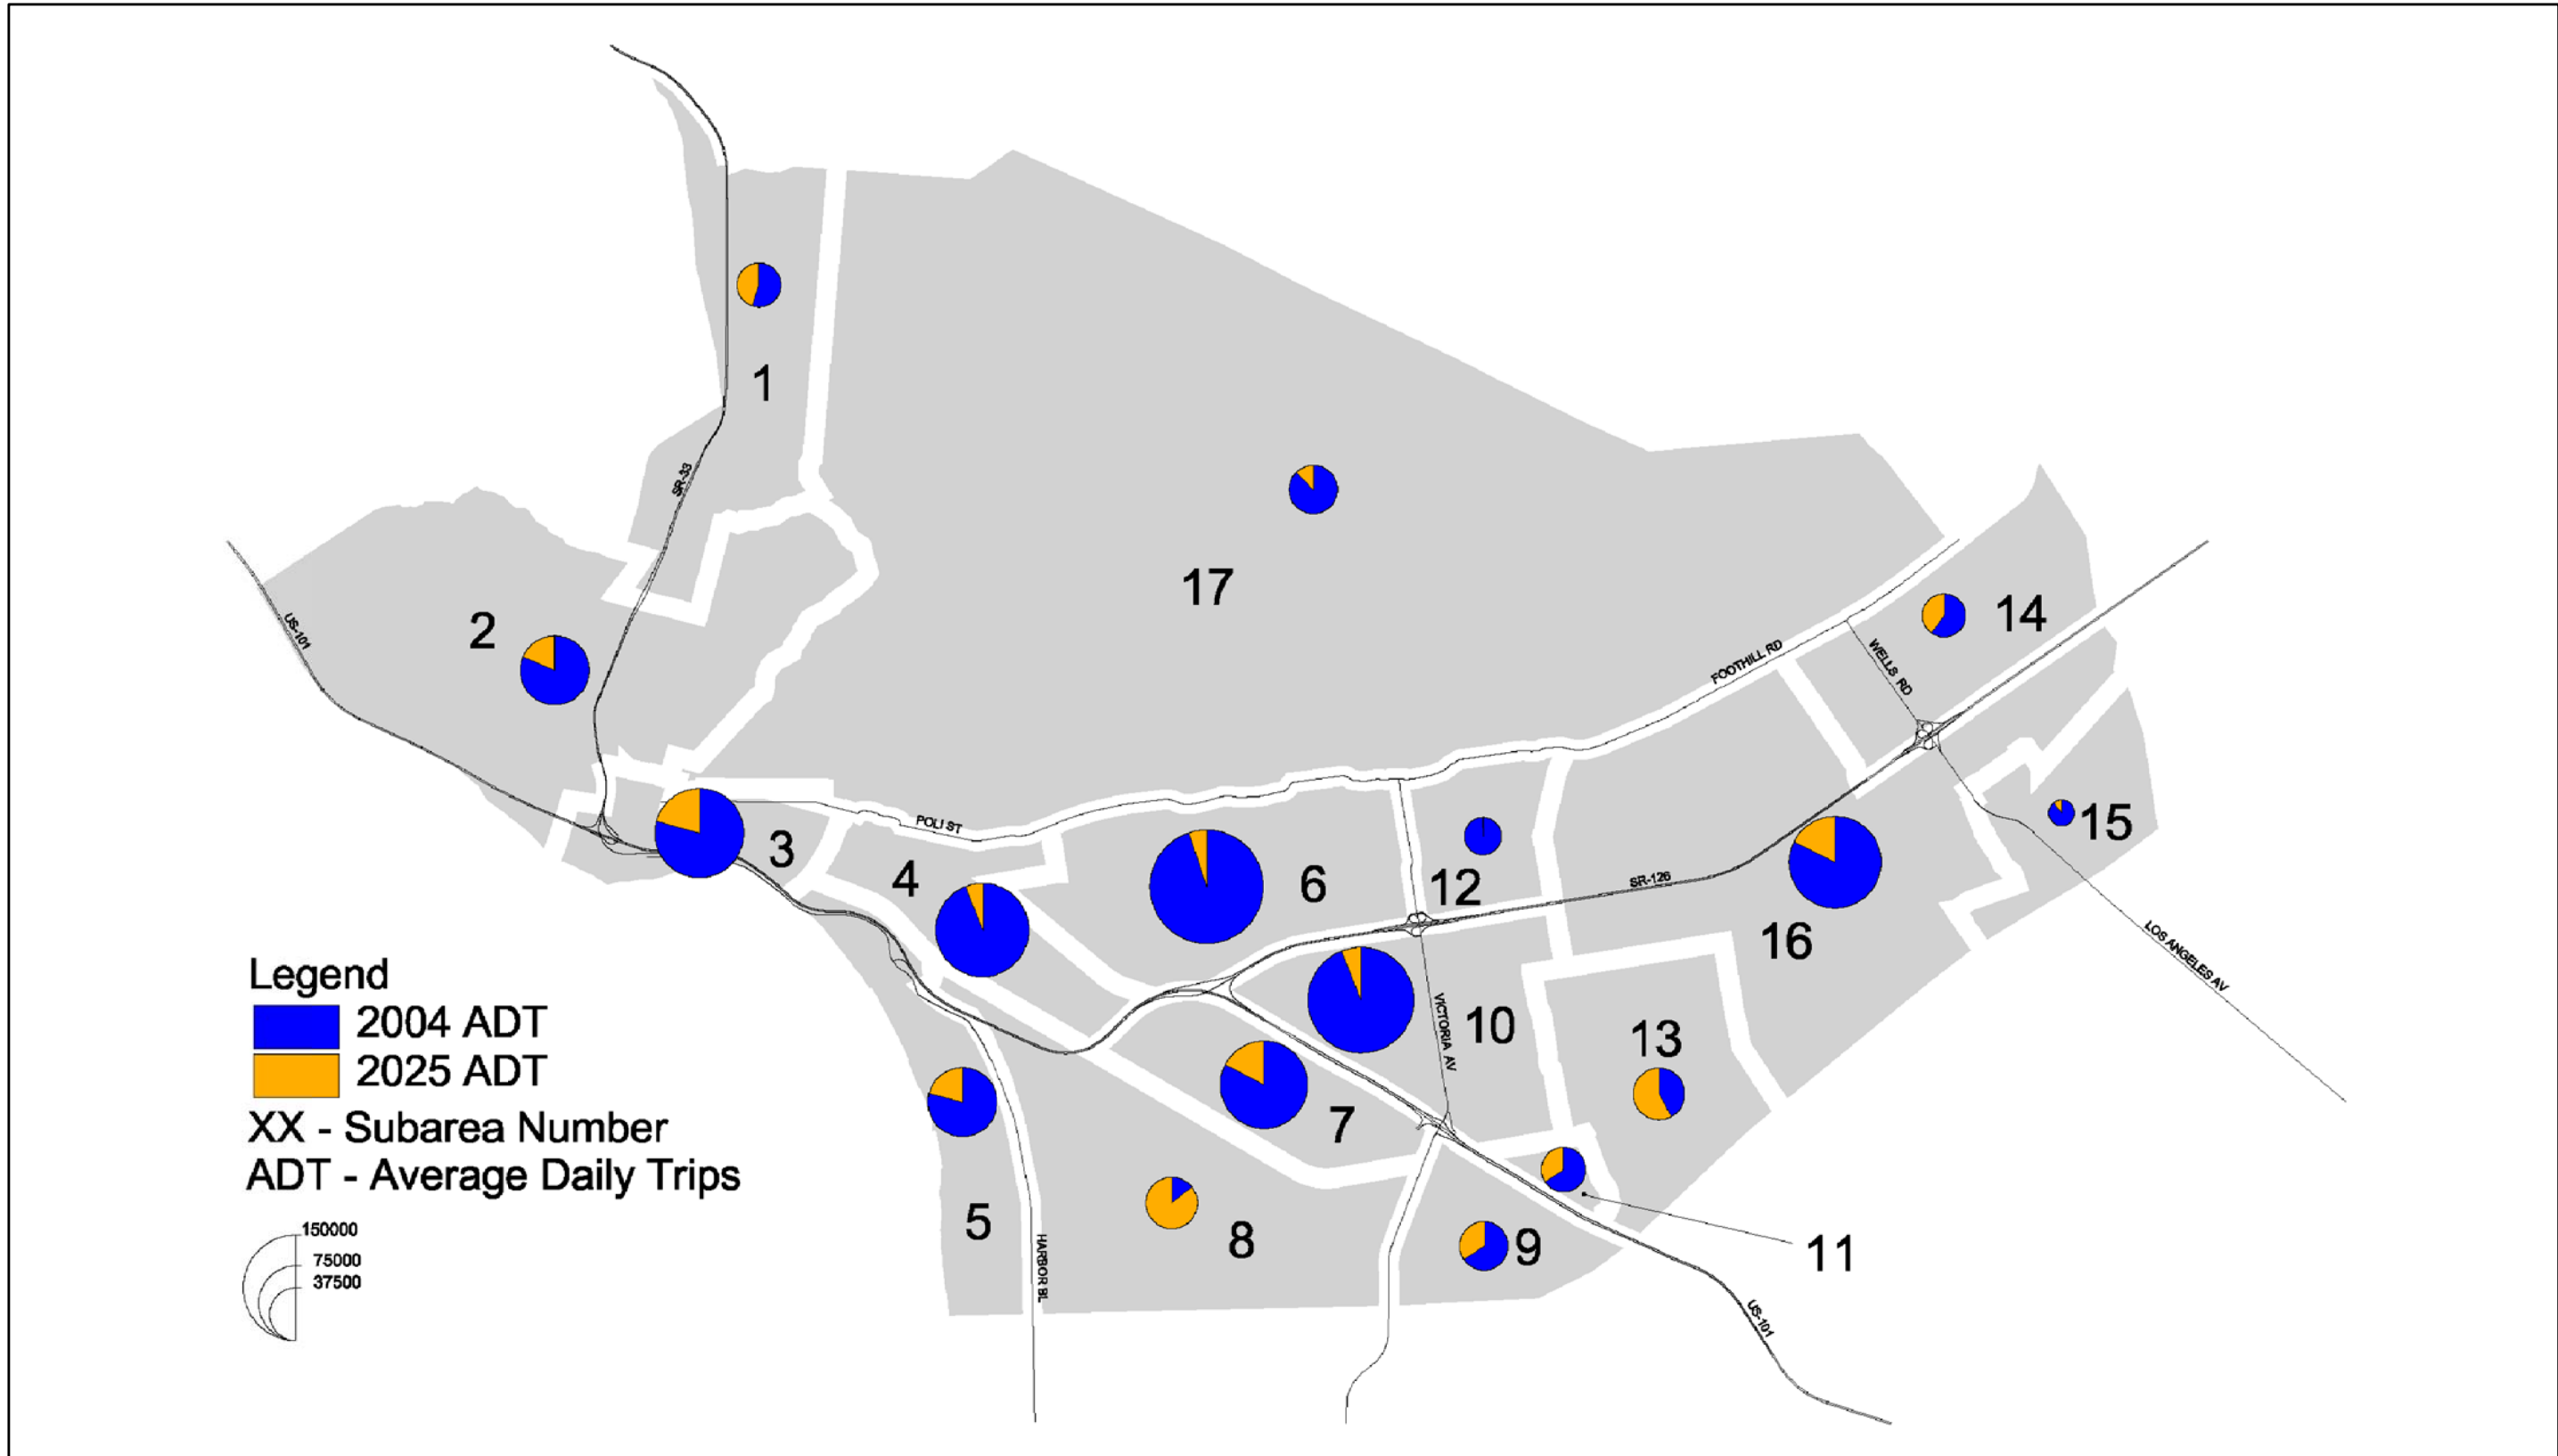 1
SR-33
17
2
US-101
14
FOOTHILL RD
WELLS RD
POLI ST
3
4
6
12
SR-126
15
16
LOS ANGELES AV
10
VICTORIA AV
13
7
5
8
9
11
HARBOR BL
US-101
Legend
2004 ADT
2025 ADT
XX - Subarea Number
ADT - Average Daily Trips
150000
75000
37500